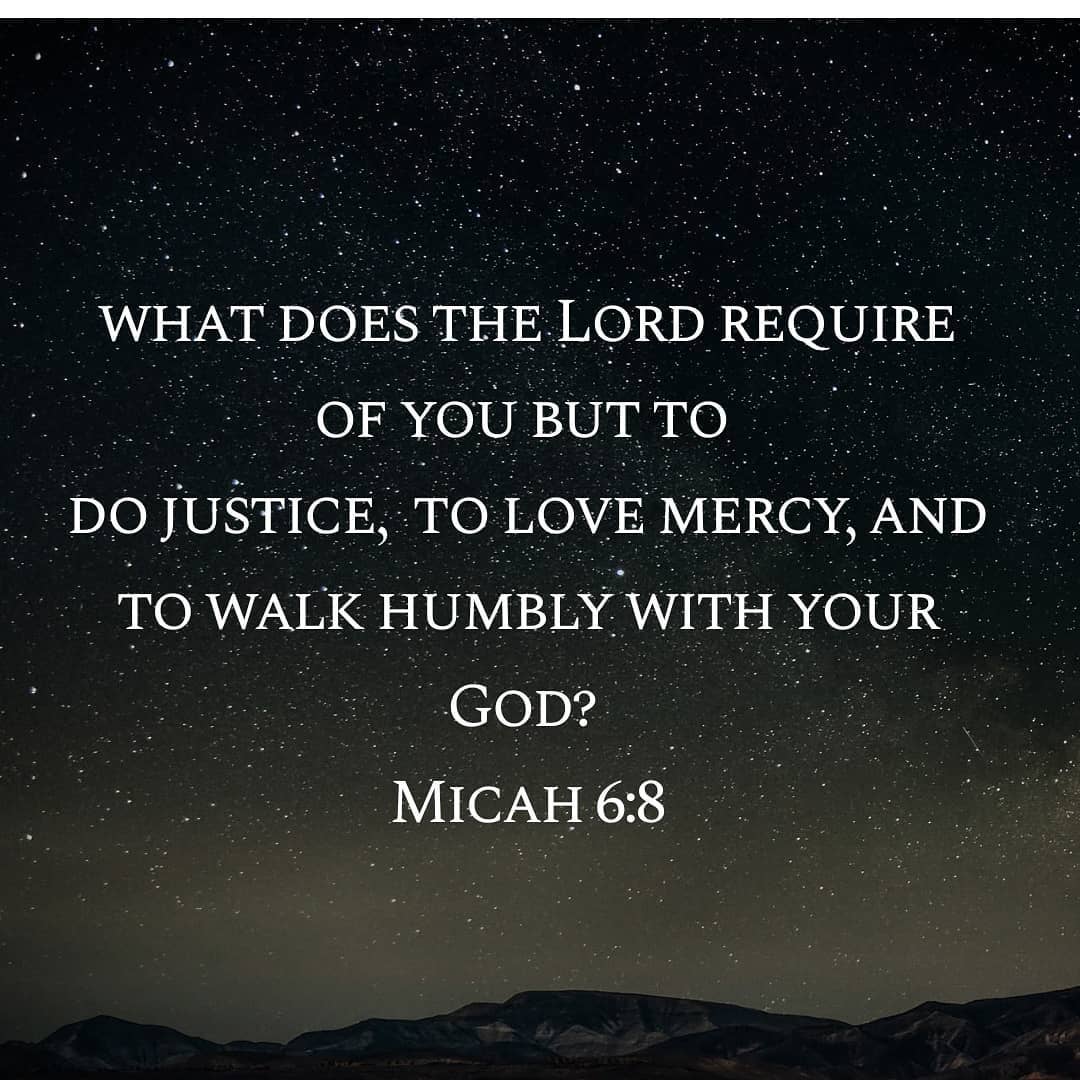 what does the Lord require
of you but to
do justice,  to love mercy, and
to walk humbly with your
God?
Micah 6:8